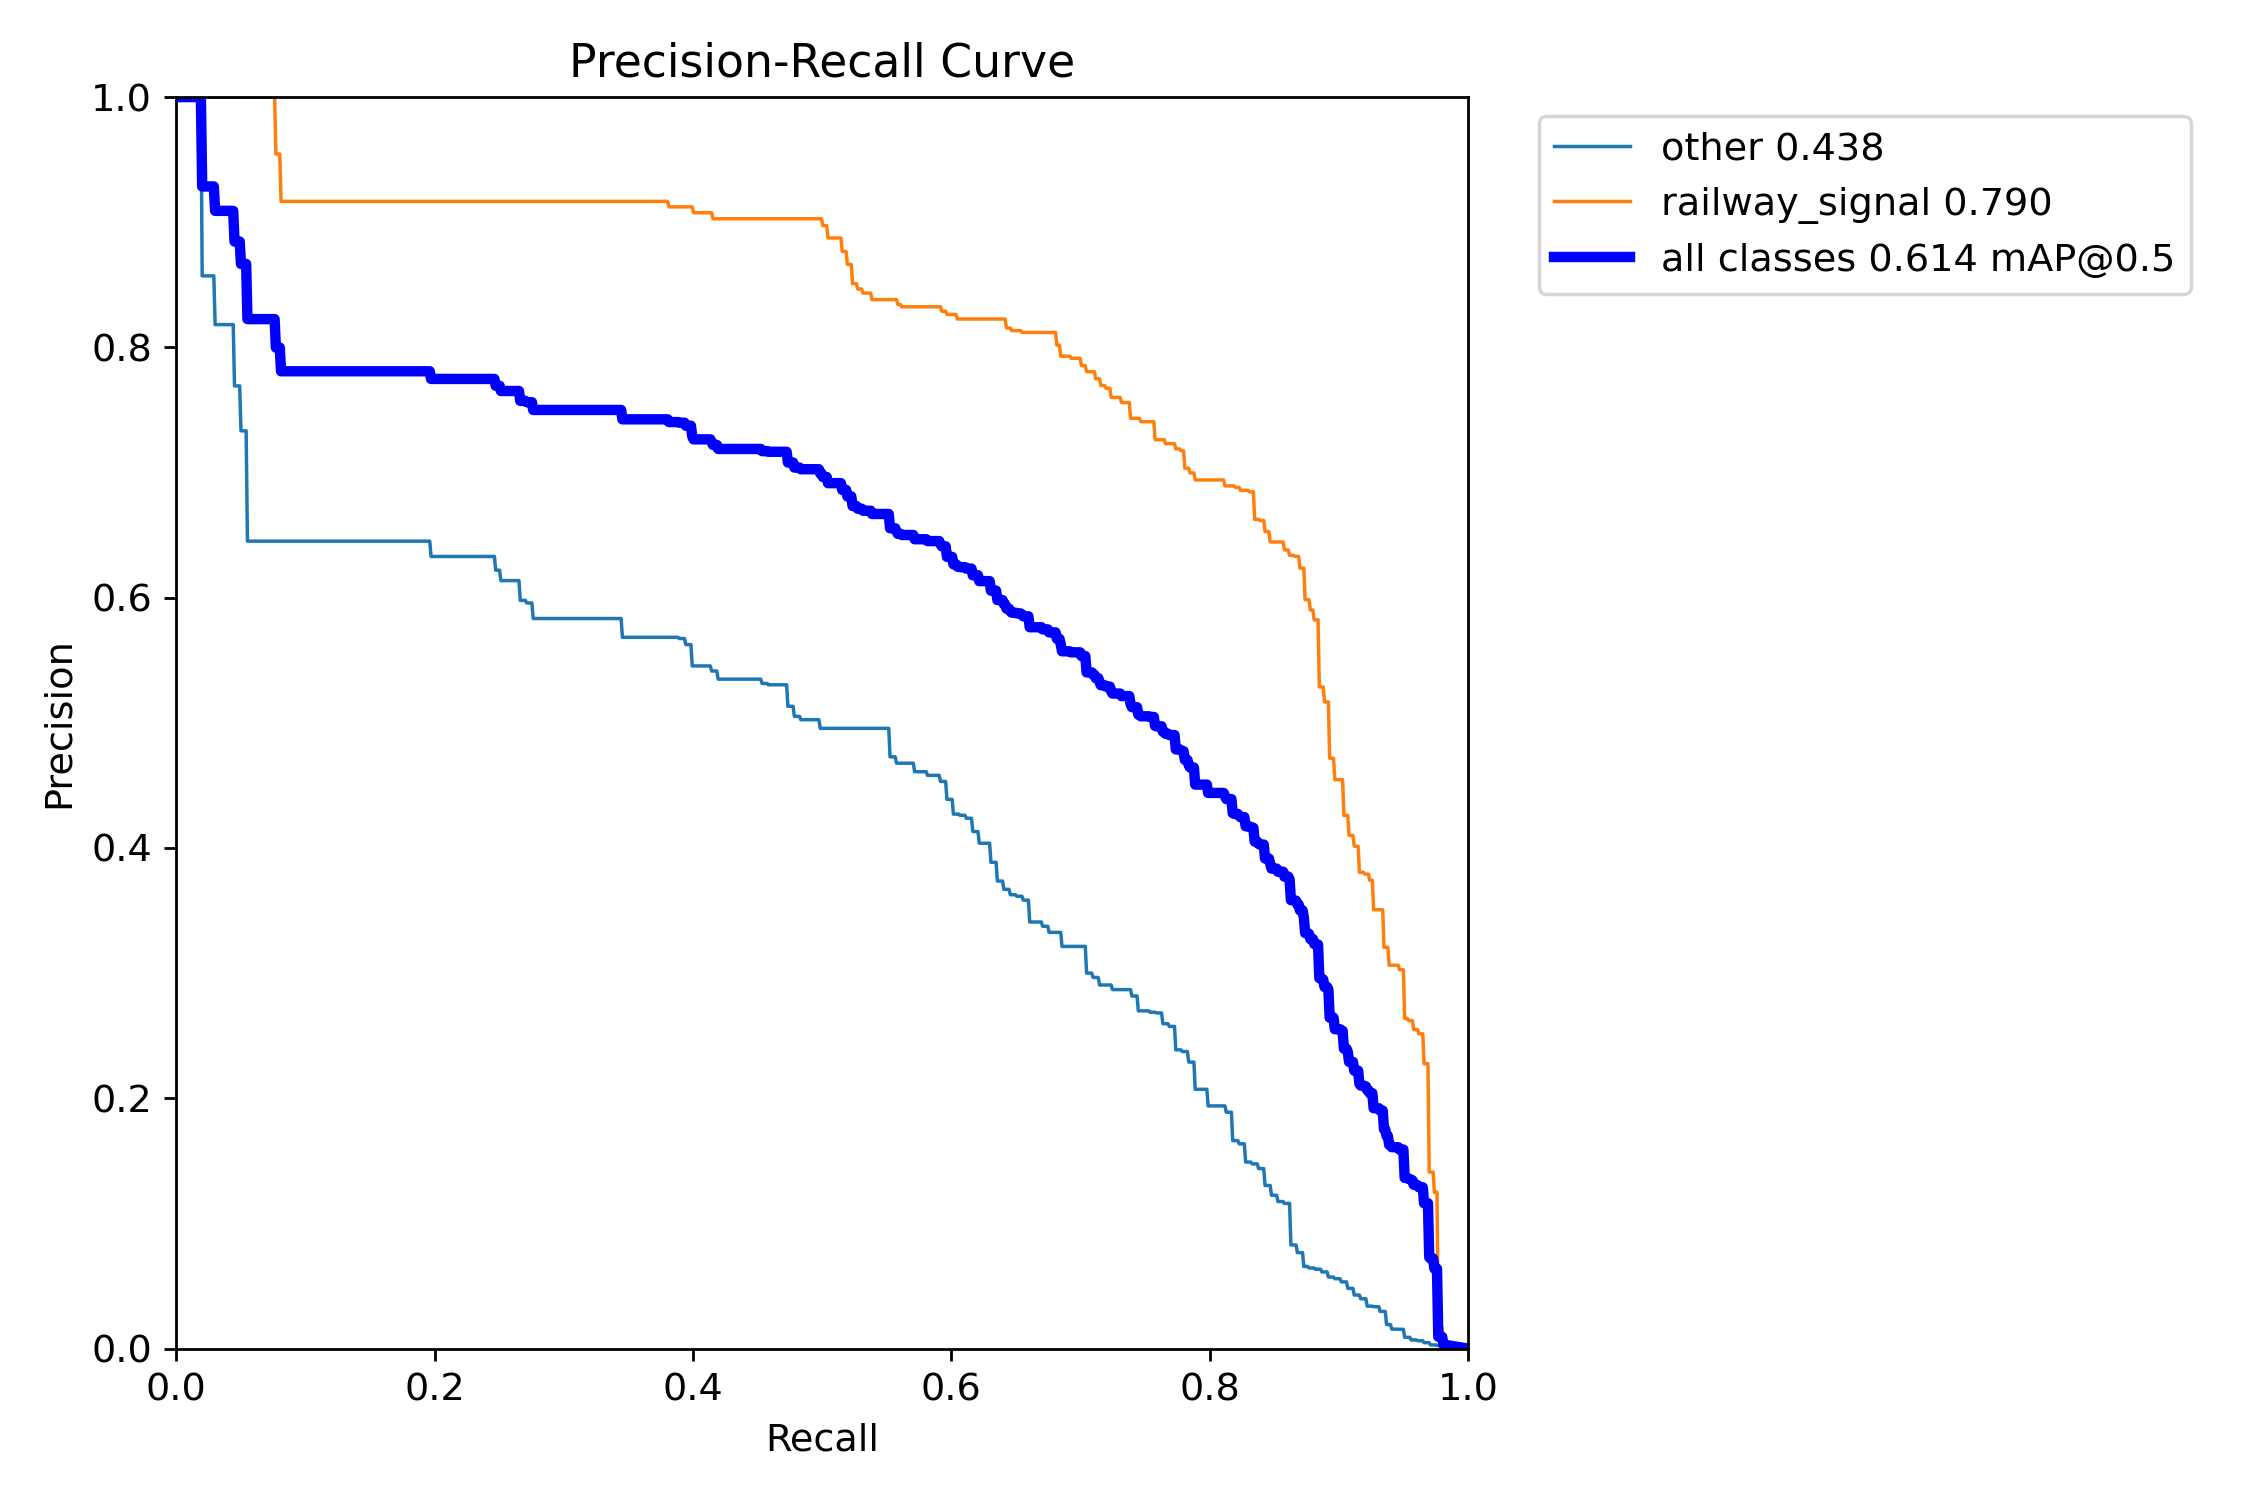 Precision-Recall Curve
other 0.438
railway_signal 0.790
all classes 0.614 mAP@0.5
Precision
1.0
0.8
0.6
0.4
0.2
0.0
0.0 0.2 0.4 0.6 0.8 1.0
Recall